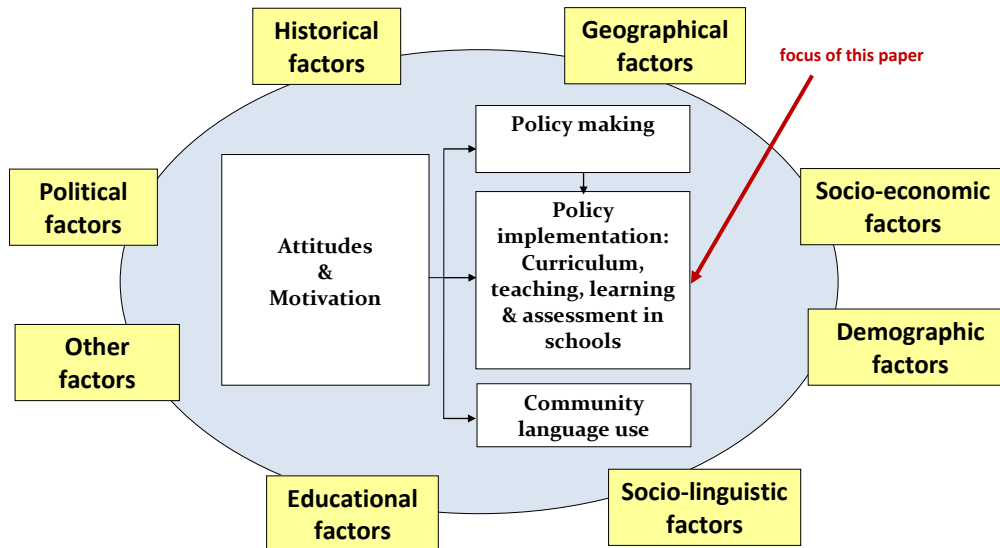 Historical
factors
Geographical
factors
focus of this paper
Political
factors
Attitudes
&
Motivation
Policy making
Policy
implementation:
Curriculum,
teaching, learning
& assessment in
schools
Community
language use
Socio-economic
factors
Other
factors
Demographic
factors
Educational
factors
Socio-linguistic
factors